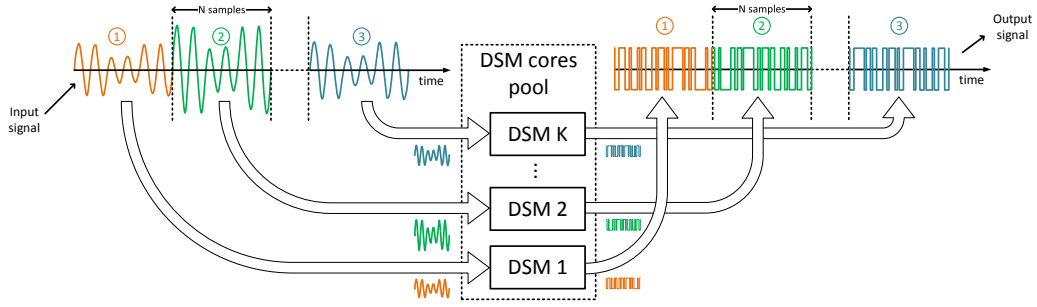 N samples
1
2
3
time
Input
signal
DSM cores
pool
DSM K
...
DSM 2
DSM 1
N samples
1
2
3
Output
signal
time